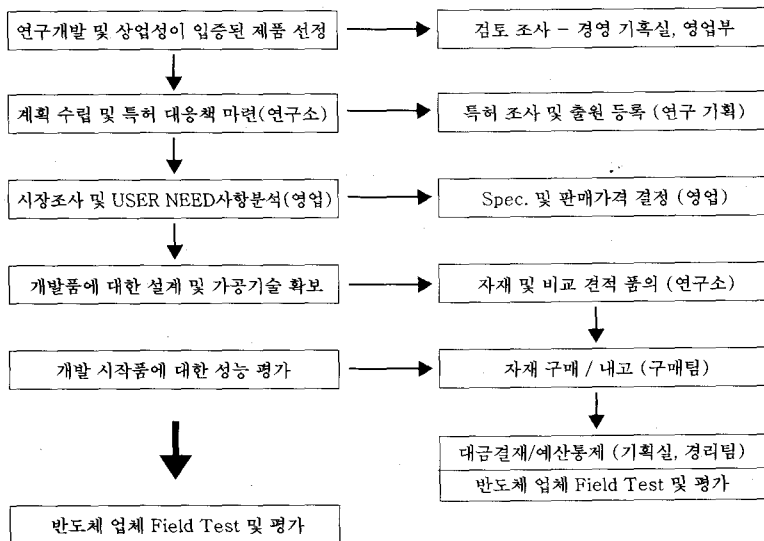 연구개발 및 상업성이 입증된 제품 선정
검토 조사 - 경영 기획실, 영업부
계획 수립 및 특허 대응책 마련(연구소)
특허 조사 및 출원 등록 (연구 기획)
시장조사 및 USER NEED사항분석(영업)
Spec. 및 판매가격 결정 (영업)
개발품에 대한 설계 및 가공기술 확보
자재 및 비교 견적 품의 (연구소)
개발 시작품에 대한 성능 평가
자재 구매 / 내고 (구매팀)
대금결재/예산통제 (기획실, 경리팀)
반도체 업체 Field Test 및 평가
반도체 업체 Field Test 및 평가